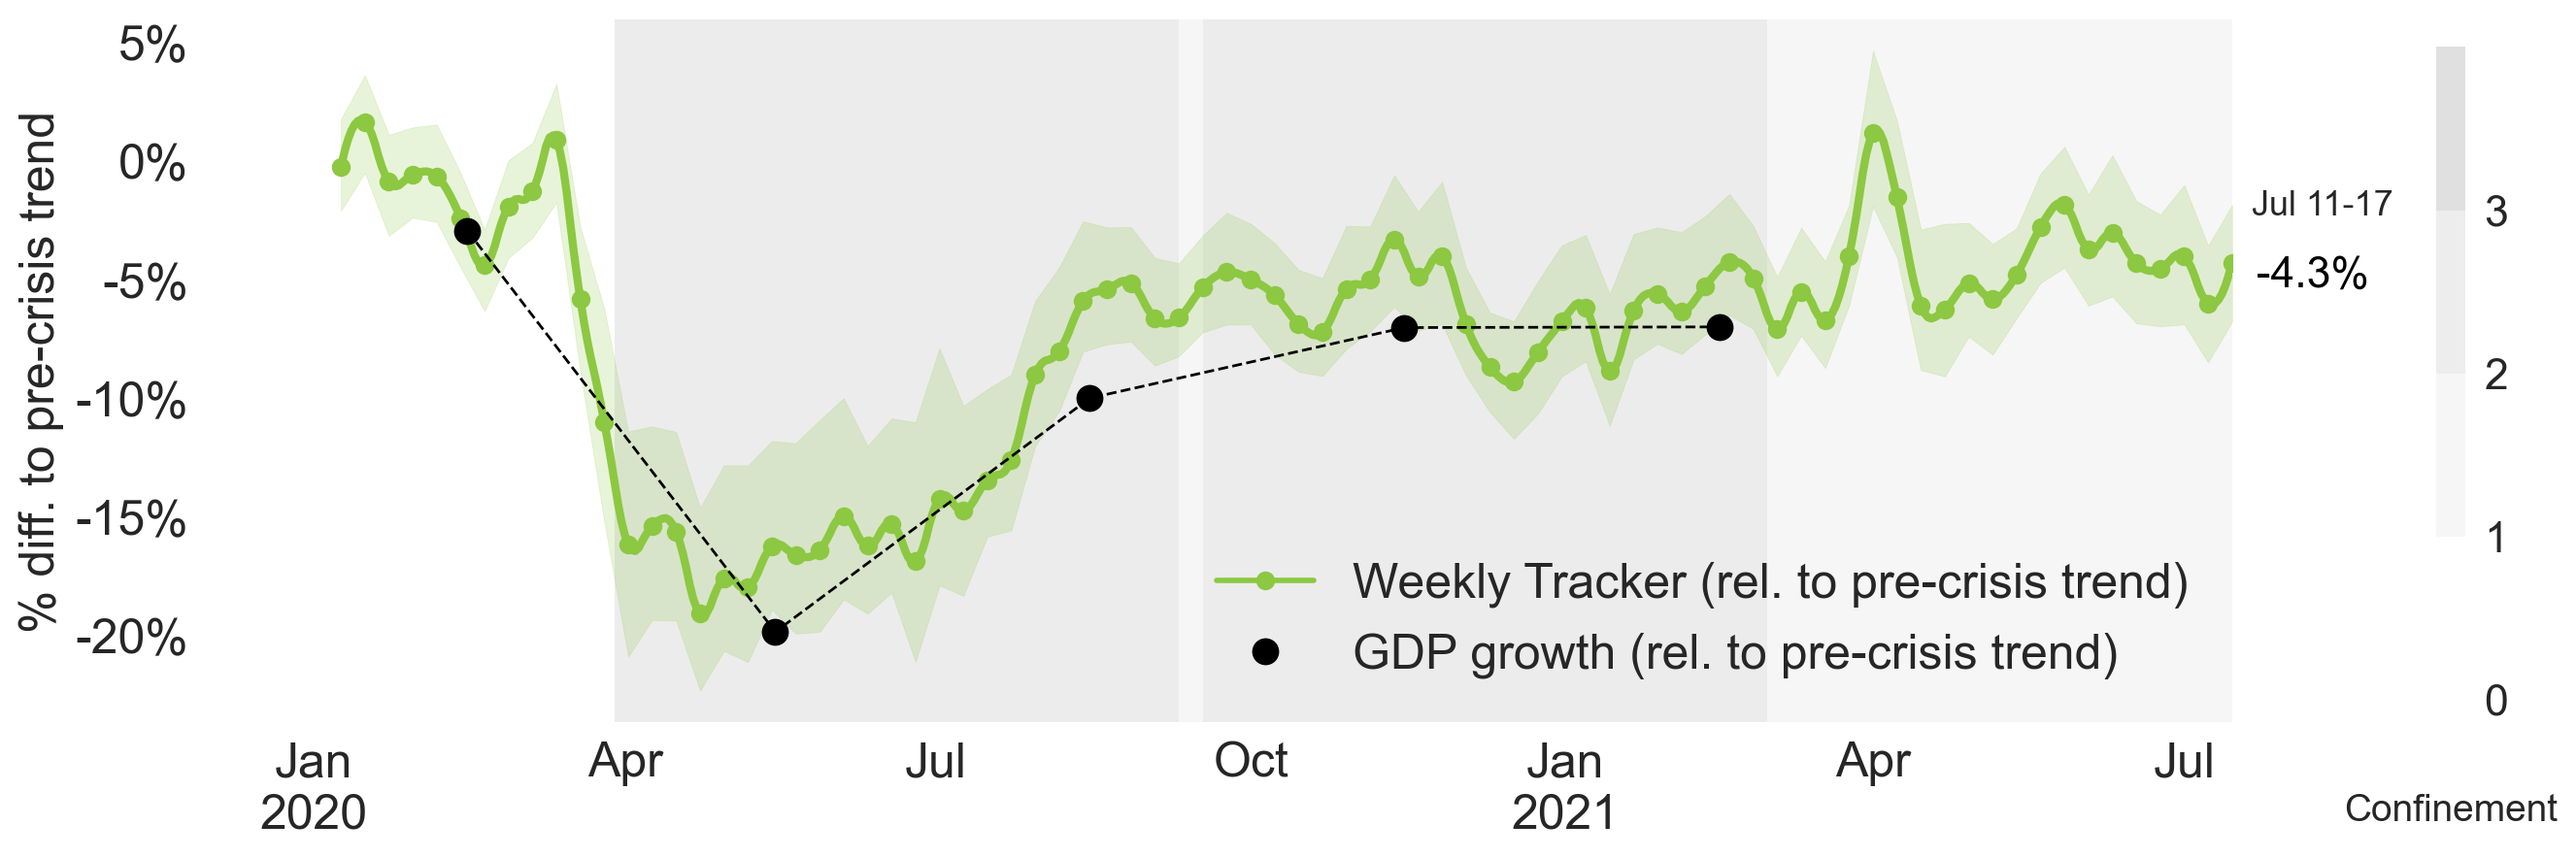 % diff. to pre-crisis trend
5%
0%
-5%
-10%
-15%
-20%
Jan
2020
Apr
Jul
Oct
Jan
2021
Apr
Jul
Weekly Tracker (rel. to pre-crisis trend)
GDP growth (rel. to pre-crisis trend)
Jul 11-17
-4.3%
3
2
1
0
Confinement